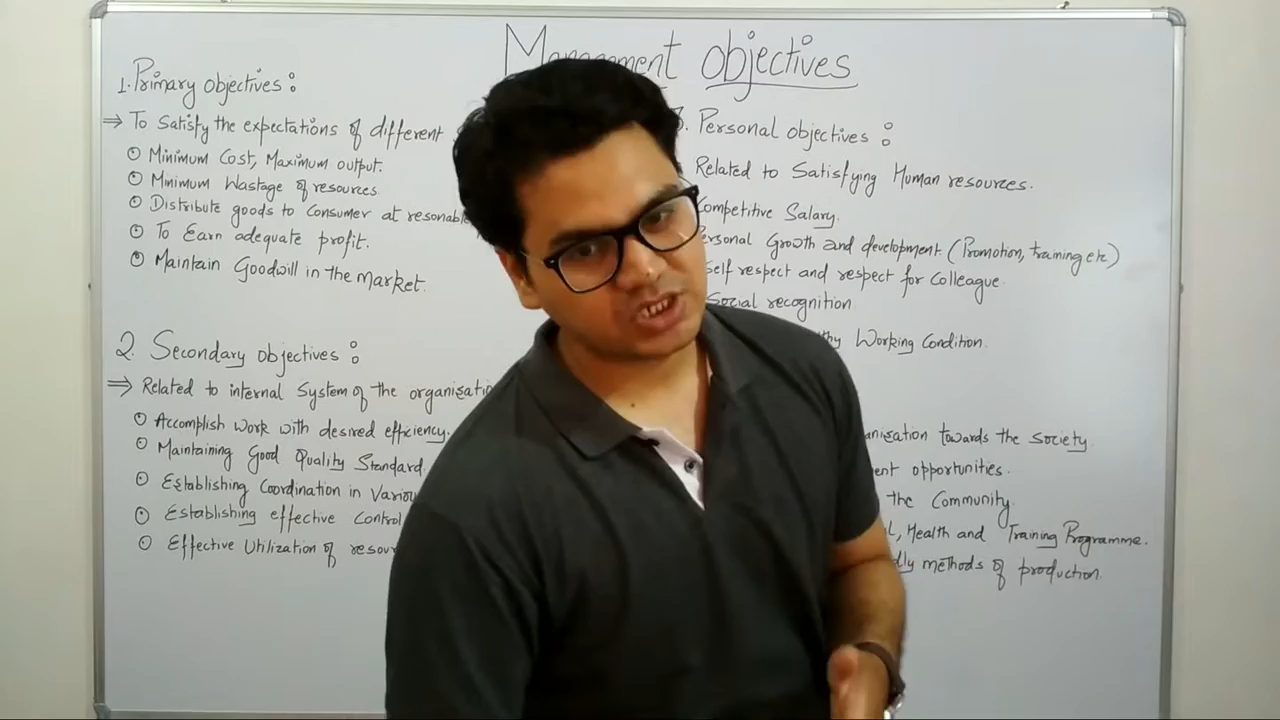 Management objectives
1. Primary objectives :
⇒ To Satisfy the expectations of different
⊙ Minimum Cost, Maximum output.
⊙ Minimum Wastage of resources
⊙ Distribute goods to Consumer at resonable
⊙ To Earn adequate profit.
⊙ Maintain Goodwill in the market.
2. Secondary objectives :
⇒ Related to internal System of the
⊙ Accomplish work with desired efficiency.
⊙ Maintaining Good Quality Standard
⊙ Establishing Coordination in
⊙ Establishing effective Control
⊙ Effective Utilization of
3. Personal objectives :
Related to Satisfying Human resources.
Competitive Salary.
Personal Growth and development. (Promotion, training etc)
Self respect and respect for Colleague
Social recognition
Working Condition.
towards the Society
opportunities.
the Community
Health and Training Programme.
methods of production.